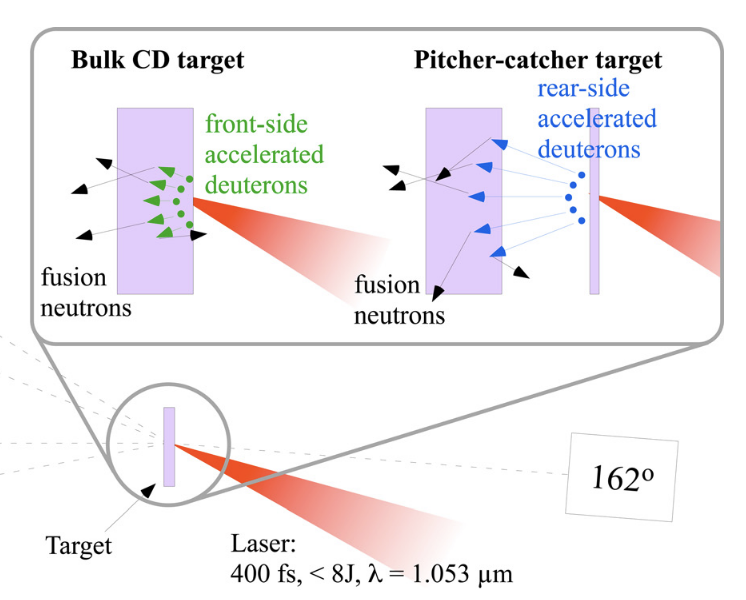 Bulk CD target
Pitcher-catcher target
front-side
accelerated
deuterons
rear-side
accelerated
deuterons
fusion
neutrons
fusion
neutrons
162º
Target
Laser:
400 fs, < 8J, λ = 1.053 µm